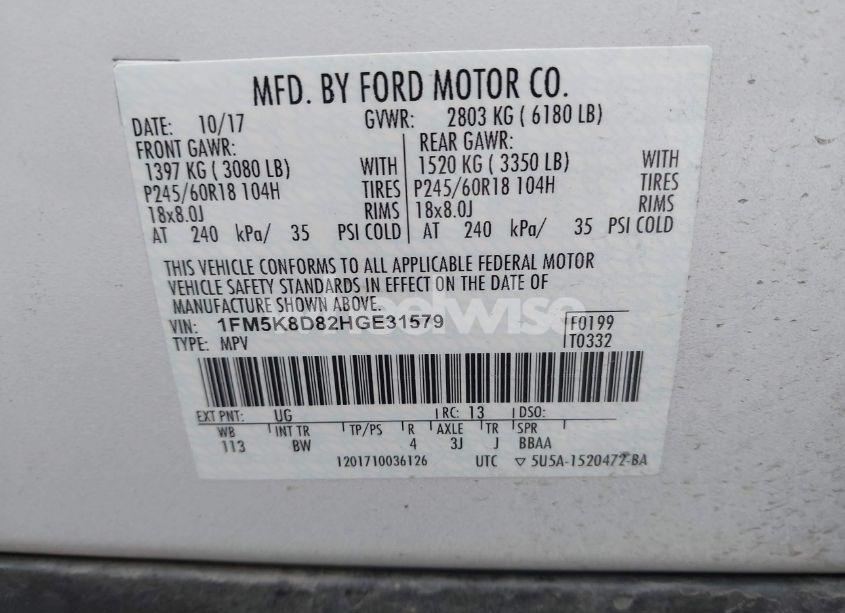 MFD. BY FORD MOTOR CO.
DATE: 10/17 GVWR: 2803 KG ( 6180 LB)
FRONT GAWR: REAR GAWR:
1397 KG ( 3080 LB) WITH 1520 KG ( 3350 LB) WITH
P245/60R18 104H TIRES P245/60R18 104H TIRES
18x8.0J RIMS 18x8.0J RIMS
AT 240 kPa/ 35 PSI COLD AT 240 kPa/ 35 PSI COLD
THIS VEHICLE CONFORMS TO ALL APPLICABLE FEDERAL MOTOR
VEHICLE SAFETY STANDARDS IN EFFECT ON THE DATE OF
MANUFACTURE SHOWN ABOVE.
wheelwise
VIN: 1FM5K8D82HGE31579 F0199
TYPE: MPV T0332
EXT PNT: UG RC: 13 DSO:
WB INT TR TP/PS R AXLE TR SPR
113 BW 4 3J J BBAA
1201710036126 UTC ▽ 5U5A-1520472-BA